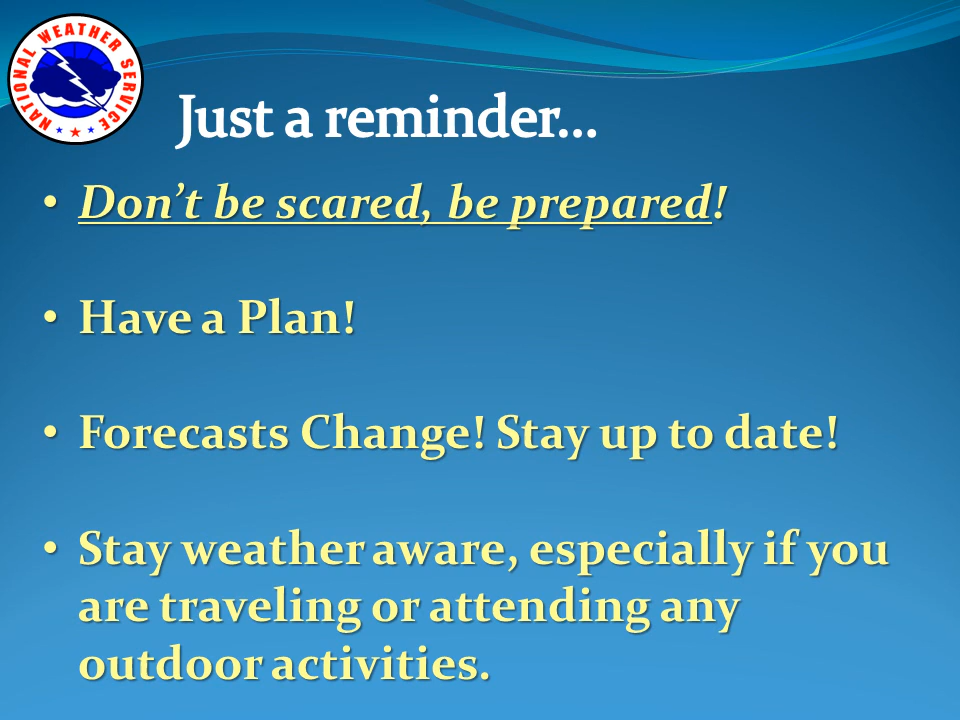 NATIONAL WEATHER SERVICE
Just a reminder...
• Don’t be scared, be prepared!
• Have a Plan!
• Forecasts Change! Stay up to date!
• Stay weather aware, especially if you
are traveling or attending any
outdoor activities.